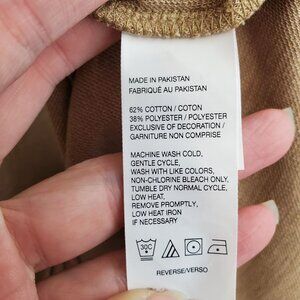 MADE IN PAKISTAN
FABRIQUÉ AU PAKISTAN
62% COTTON / COTON
38% POLYESTER / POLYESTER
EXCLUSIVE OF DECORATION /
GARNITURE NON COMPRISE
MACHINE WASH COLD,
GENTLE CYCLE,
WASH WITH LIKE COLORS,
NON-CHLORINE BLEACH ONLY,
TUMBLE DRY NORMAL CYCLE,
LOW HEAT,
REMOVE PROMPTLY,
LOW HEAT IRON
IF NECESSARY
30C
REVERSE/VERSO